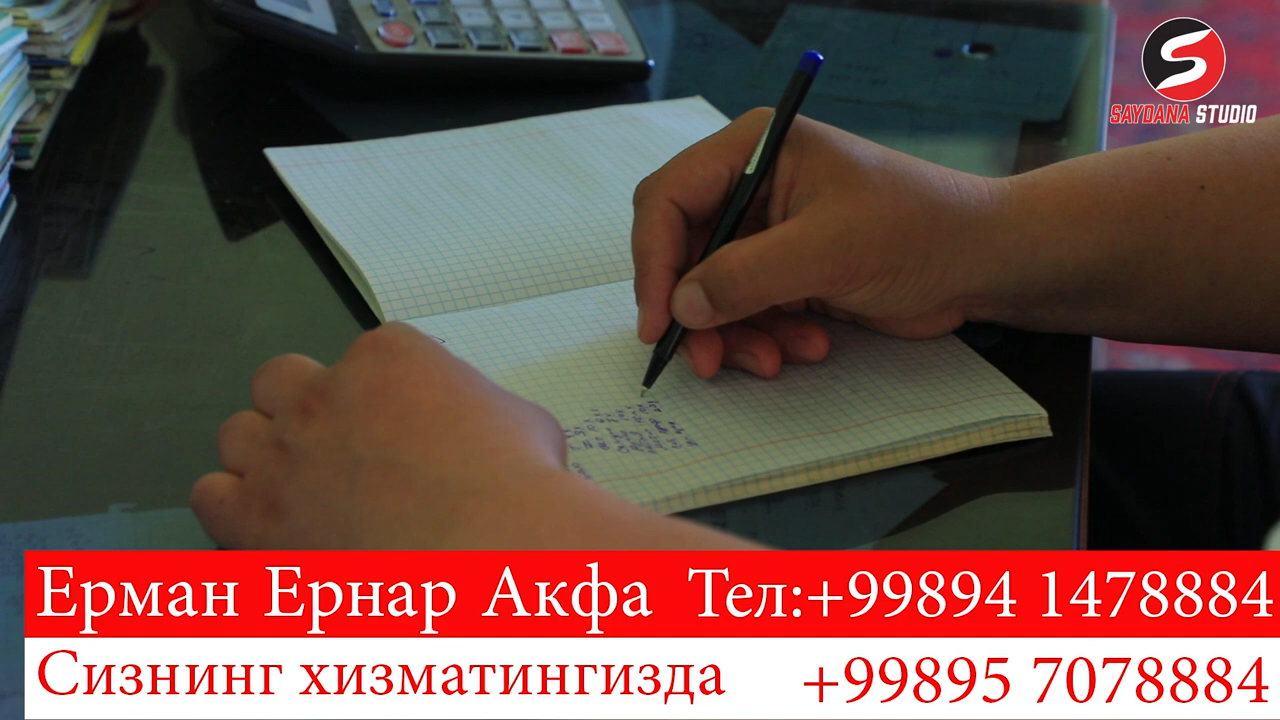 SAYDANA STUDIO
Ерман Ернар Акфа Тел:+99894 1478884
Сизнинг хизматингизда +99895 7078884